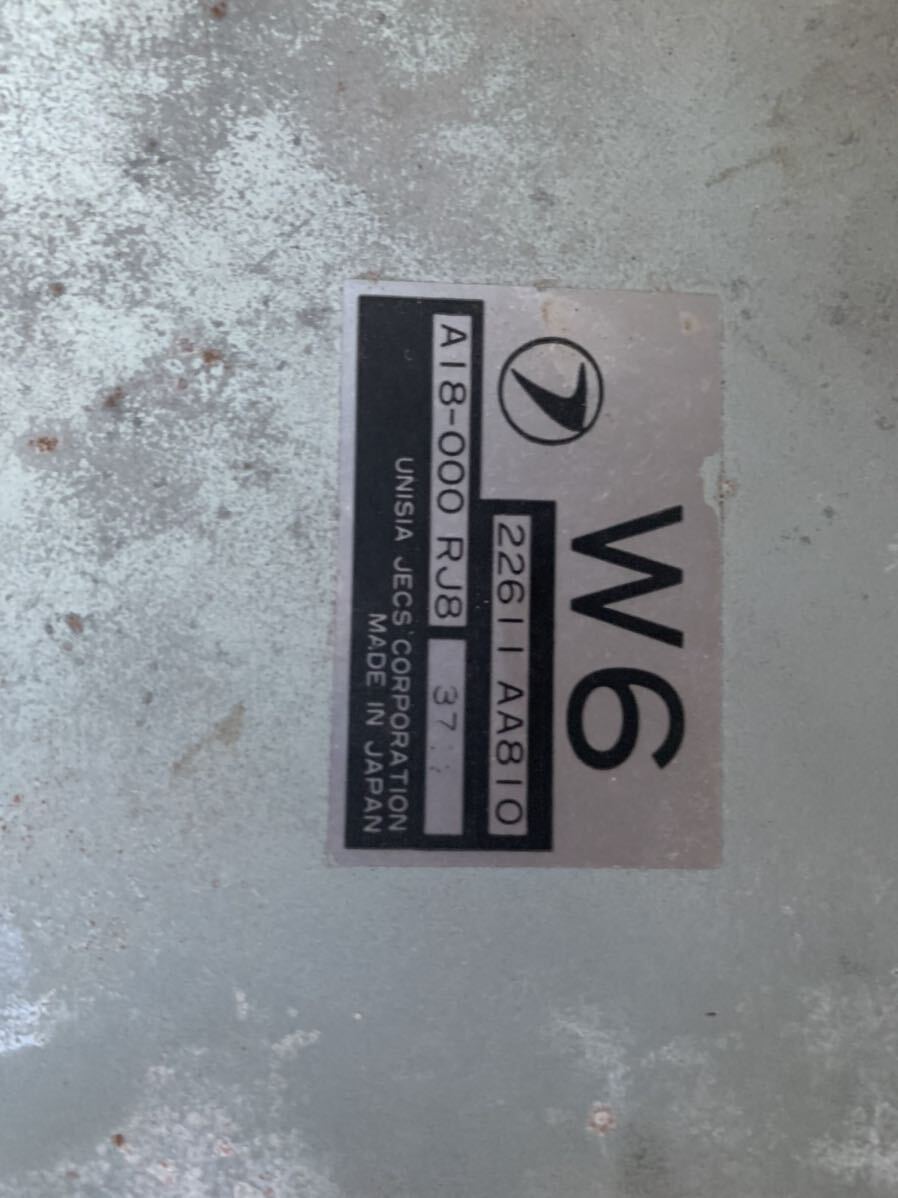 W6
22611 AA810
A18-000 RJ8 37
UNISIA JECS CORPORATION
MADE IN JAPAN